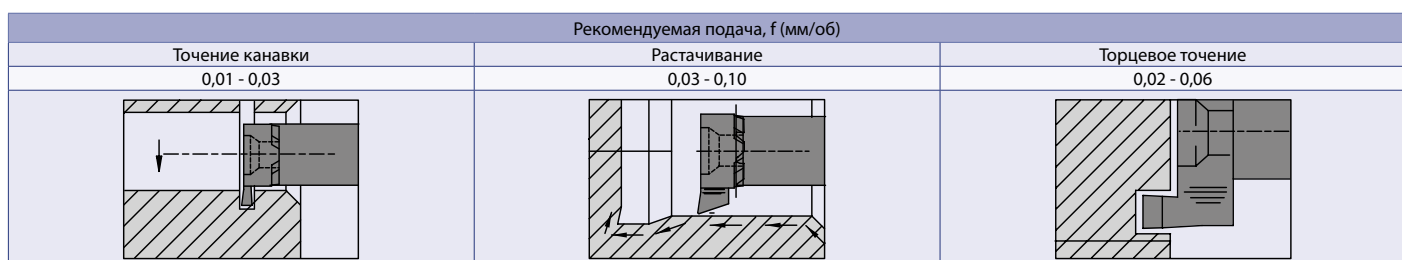 Рекомендуемая подача, f (мм/об)
Точение канавки Растачивание Торцевое точение
0,01 - 0,03 0,03 - 0,10 0,02 - 0,06